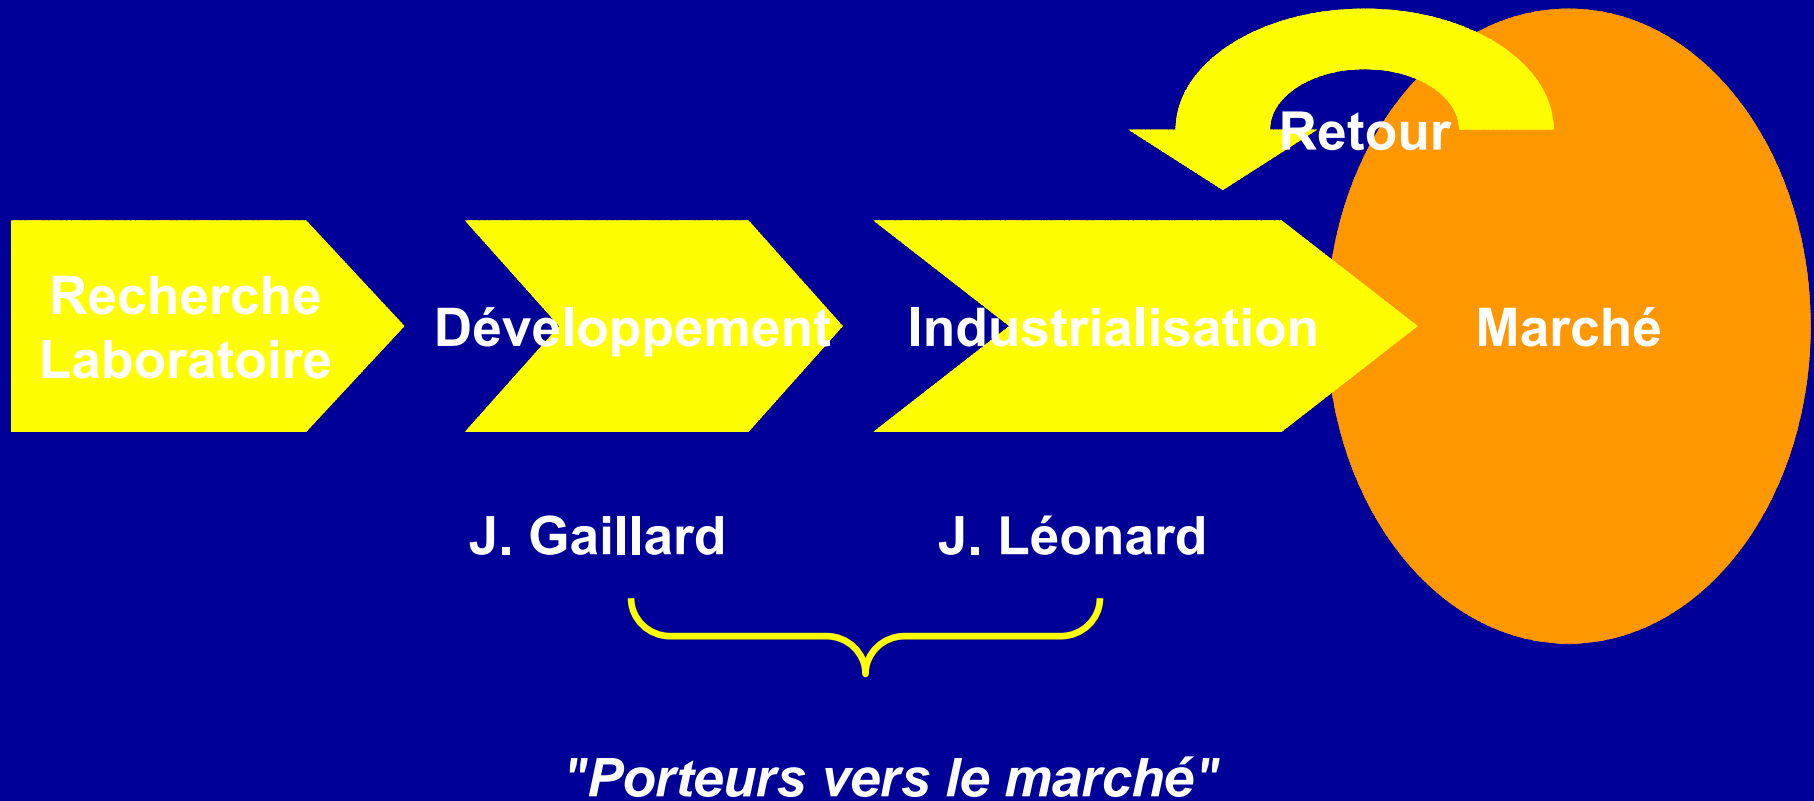 Retour
Recherche
Laboratoire
Développement
Industrialisation
Marché
J. Gaillard
J. Léonard
"Porteurs vers le marché"